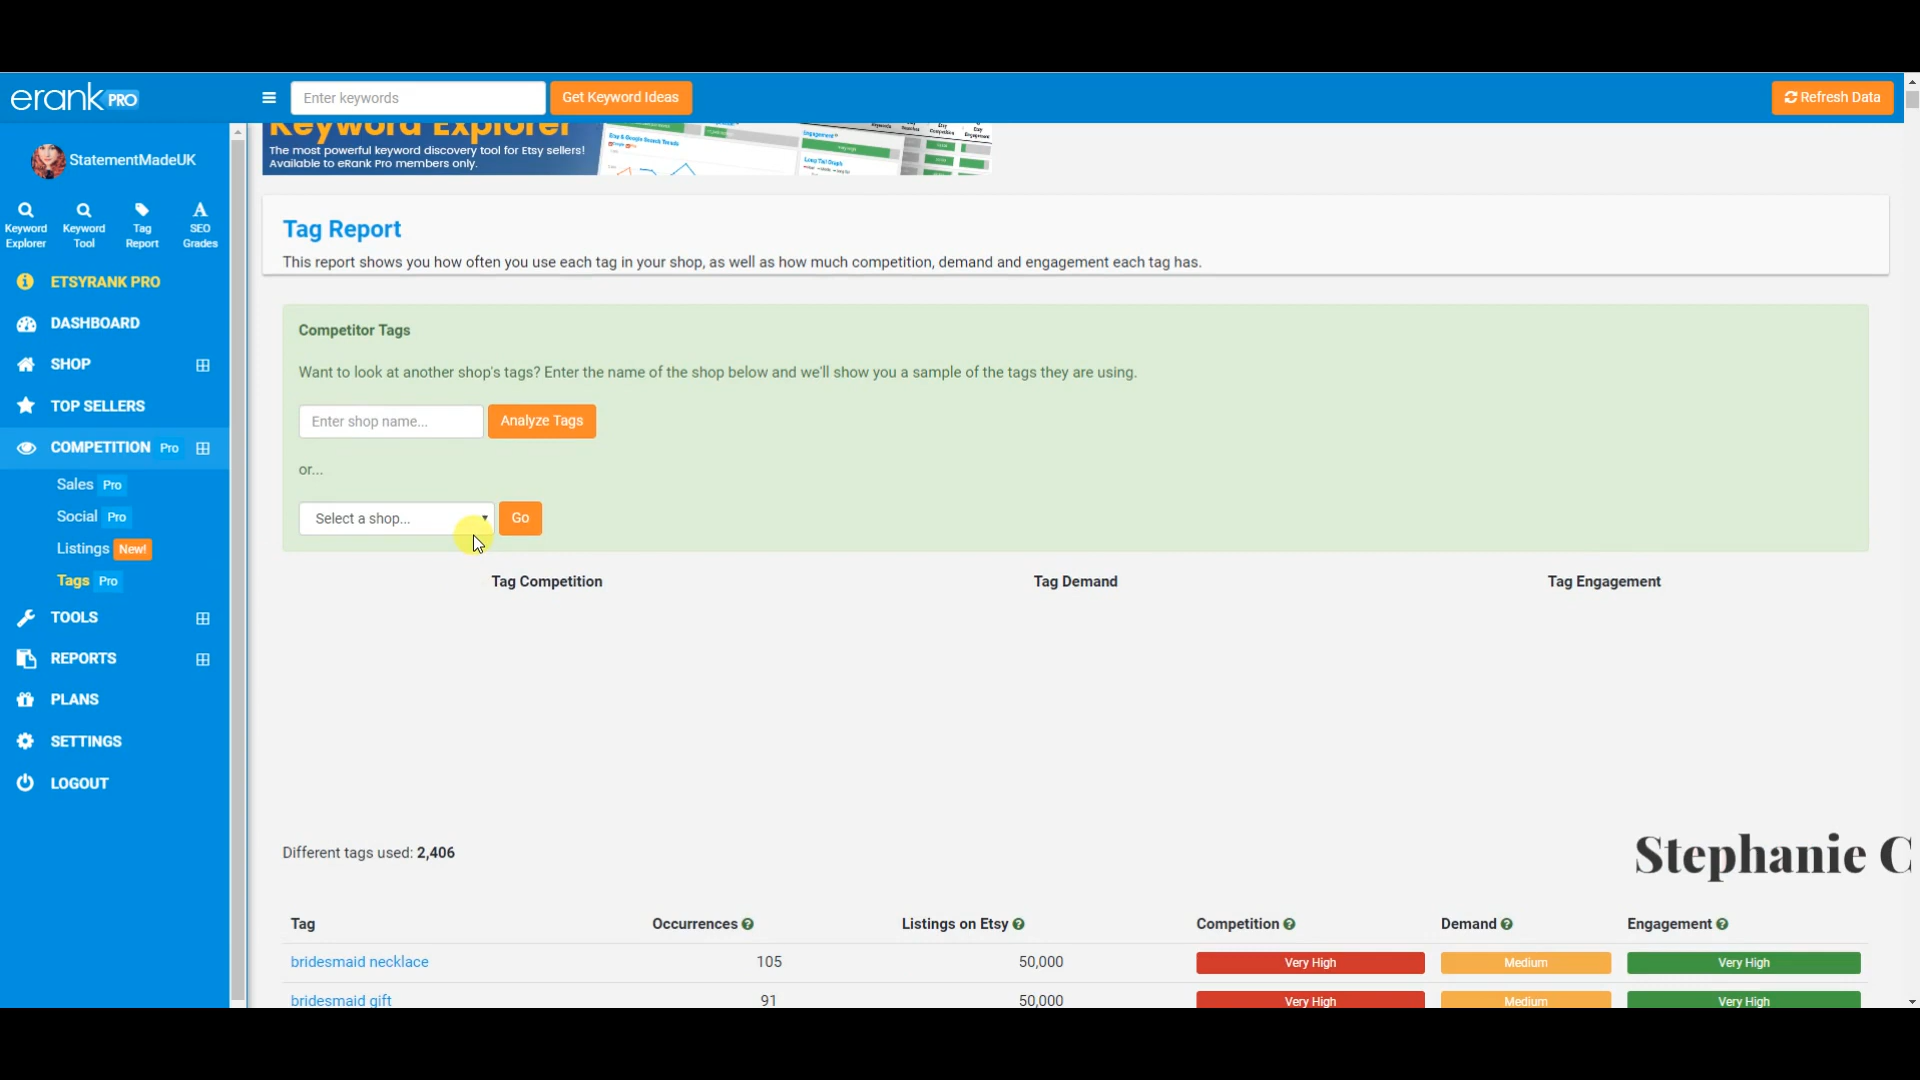 erank PRO
Enter keywords
Get Keyword Ideas
Refresh Data
StatementMadeUK
Keyword Explorer
Keyword Tool
Tag Report
SEO Grades
ETSYRANK PRO
DASHBOARD
SHOP
TOP SELLERS
COMPETITION Pro
Sales Pro
Social Pro
Listings New!
Tags Pro
TOOLS
REPORTS
PLANS
SETTINGS
LOGOUT
Keyword Explorer
The most powerful keyword discovery tool for Etsy sellers!
Available to eRank Pro members only.
Etsy & Google Search Trends
Engagement
Long Tail Graph
Tag Report
This report shows you how often you use each tag in your shop, as well as how much competition, demand and engagement each tag has.
Competitor Tags
Want to look at another shop's tags? Enter the name of the shop below and we'll show you a sample of the tags they are using.
Enter shop name...
Analyze Tags
or...
Select a shop...
Go
Tag Competition Tag Demand Tag Engagement
Different tags used: 2,406
Stephanie C
Tag Occurrences Listings on Etsy Competition Demand Engagement
bridesmaid necklace 105 50,000 Very High Medium Very High
bridesmaid gift 91 50,000 Very High Medium Very High